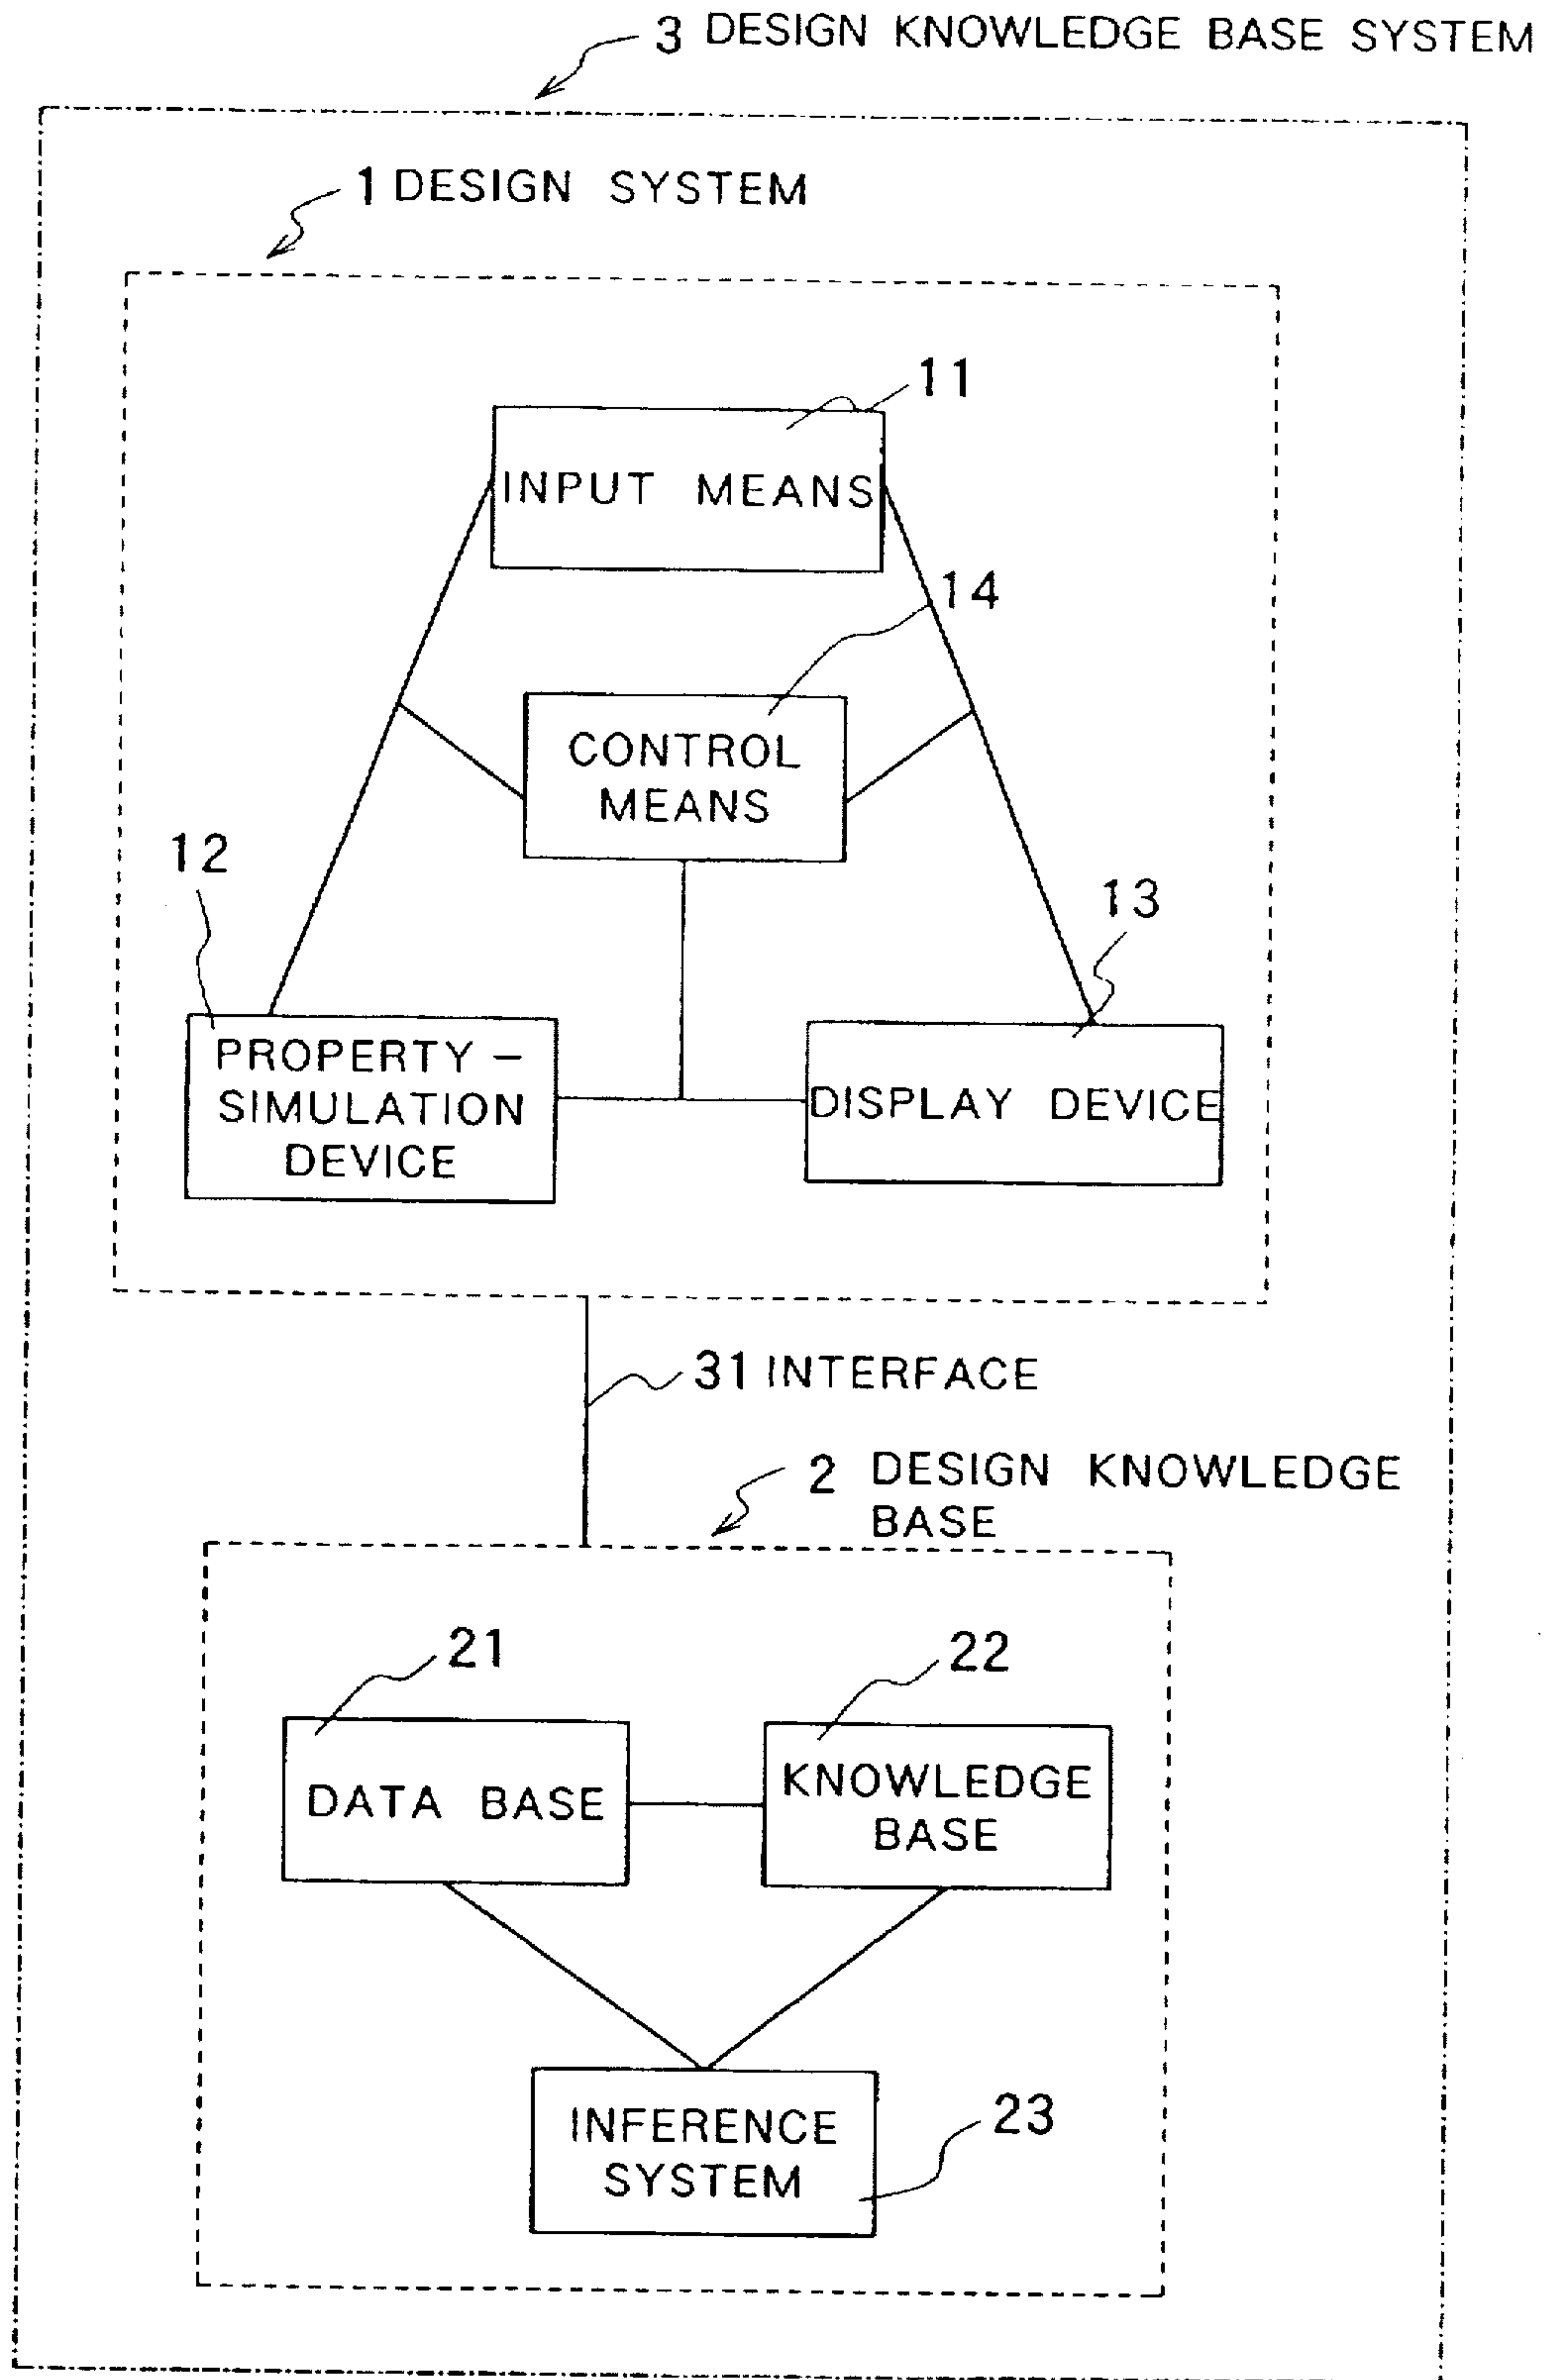 3 DESIGN KNOWLEDGE BASE SYSTEM
1 DESIGN SYSTEM
11
INPUT MEANS
14
CONTROL
MEANS
12
13
PROPERTY-
SIMULATION
DEVICE
DISPLAY DEVICE
31 INTERFACE
2 DESIGN KNOWLEDGE
BASE
21
22
DATA BASE
KNOWLEDGE
BASE
INFERENCE
SYSTEM
23